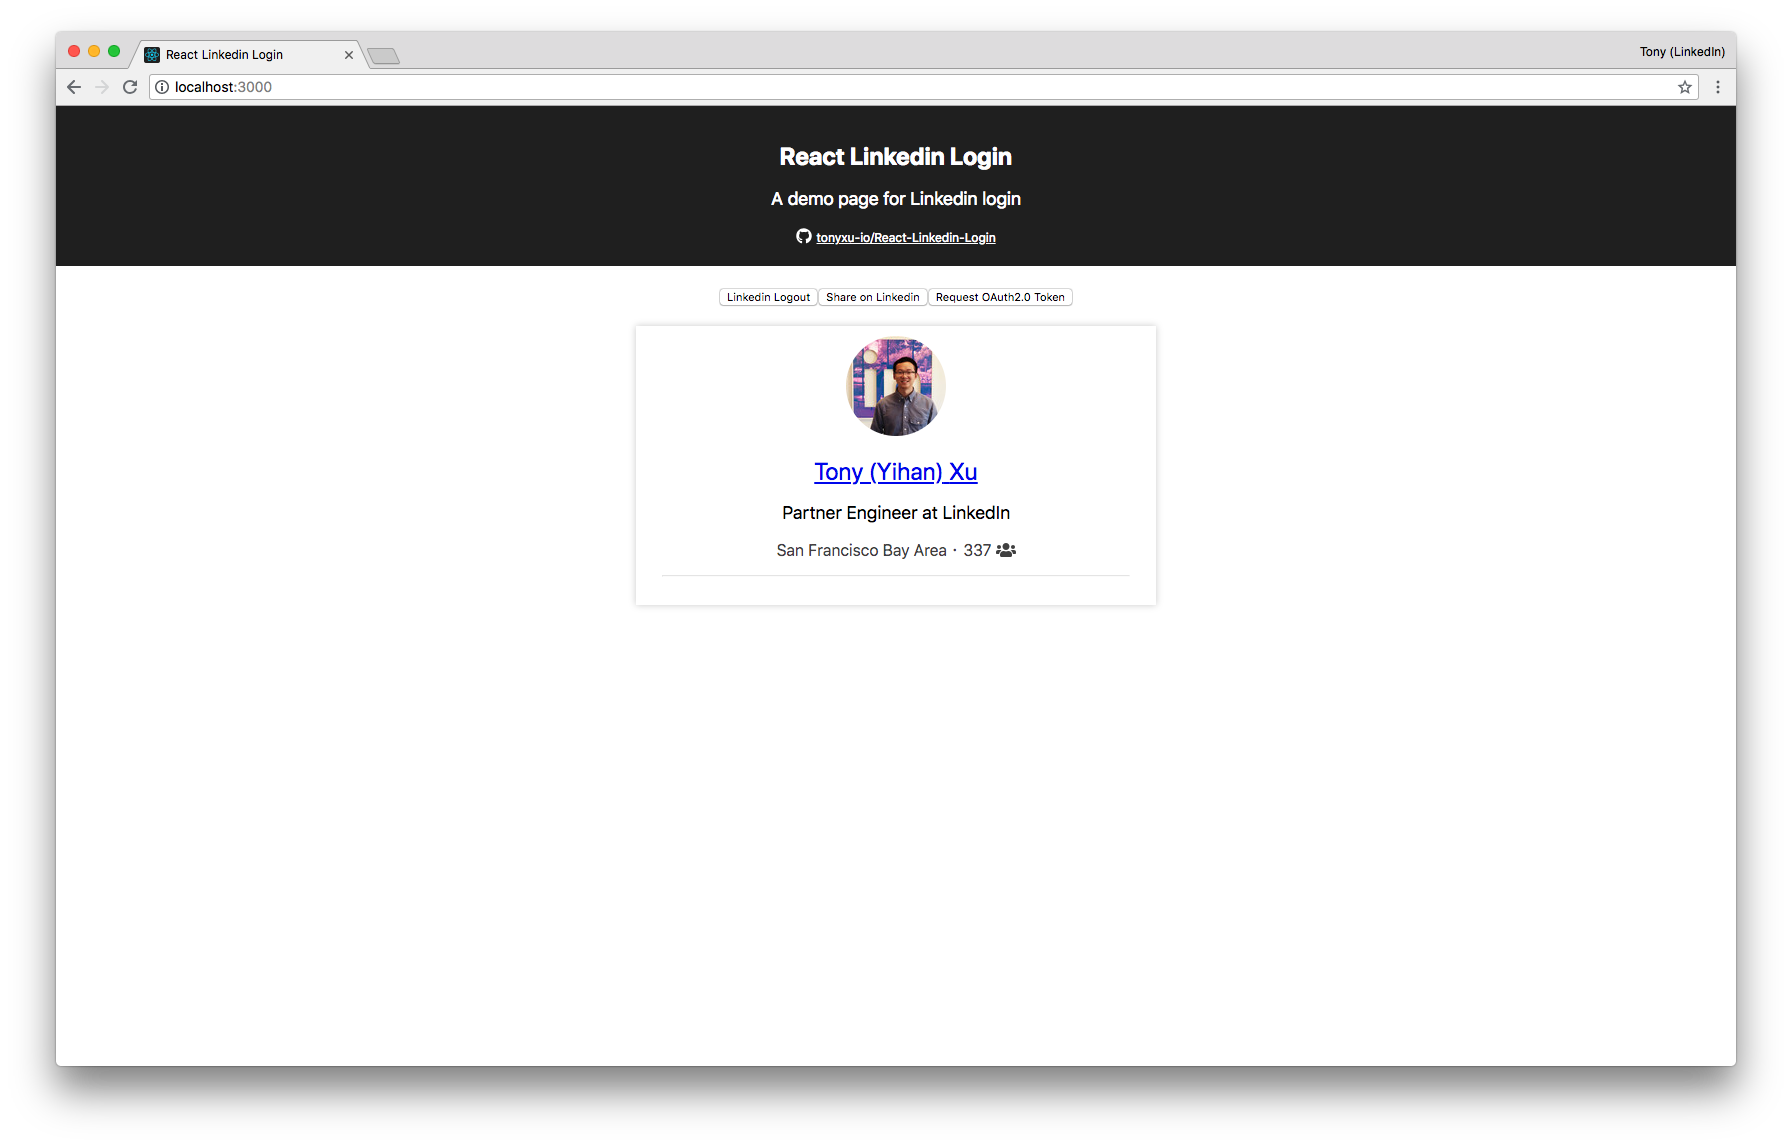 React Linkedin Login
Tony (LinkedIn)
localhost:3000
React Linkedin Login
A demo page for Linkedin login
tonyxu-io/React-Linkedin-Login
Linkedin Logout Share on Linkedin Request OAuth2.0 Token
in
Tony (Yihan) Xu
Partner Engineer at LinkedIn
San Francisco Bay Area · 337